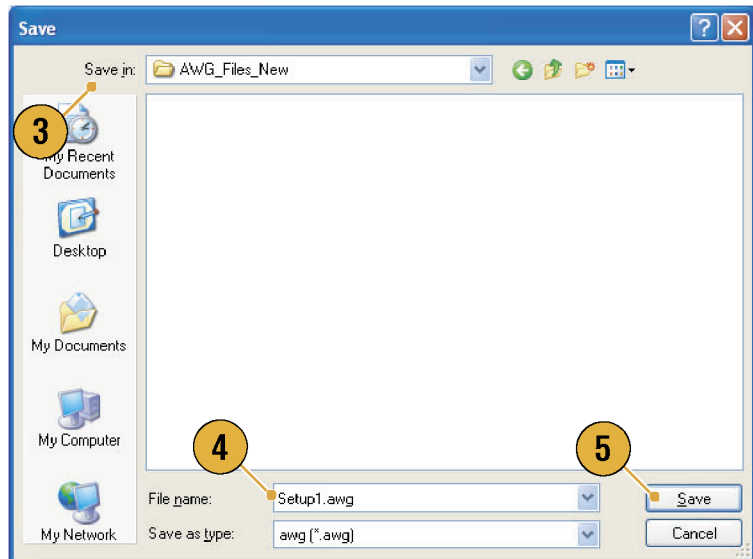 Save
Save in:
AWG_Files_New
3
My Recent
Documents
Desktop
My Documents
My Computer
My Network
4
5
File name:
Setup1.awg
Save
Save as type:
awg (*.awg)
Cancel